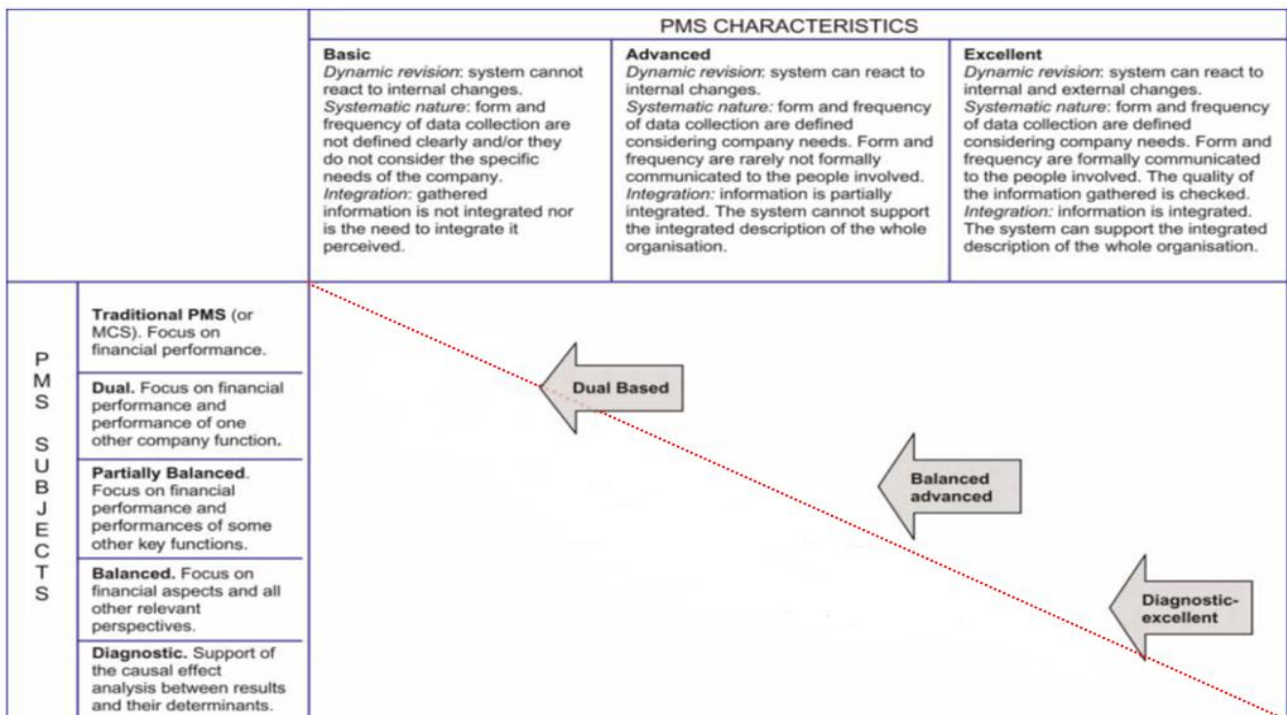 PMS CHARACTERISTICS
Basic
Dynamic revision: system cannot
react to internal changes.
Systematic nature: form and
frequency of data collection are
not defined clearly and/or they
do not consider the specific
needs of the company.
Integration: gathered
information is not integrated nor
is the need to integrate it
perceived.
Advanced
Dynamic revision: system can react to
internal changes.
Systematic nature: form and frequency
of data collection are defined
considering company needs. Form and
frequency are rarely not formally
communicated to the people involved.
Integration: information is partially
integrated. The system cannot support
the integrated description of the whole
organisation.
Excellent
Dynamic revision: system can react to
internal and external changes.
Systematic nature: form and frequency
of data collection are defined
considering company needs. Form and
frequency are formally communicated
to the people involved. The quality of
the information gathered is checked.
Integration: information is integrated.
The system can support the integrated
description of the whole organisation.
PMS SUBJECTS
Traditional PMS (or
MCS). Focus on
financial performance.
Dual. Focus on financial
performance and
performance of one
other company function.
Partially Balanced.
Focus on financial
performance and
performances of some
other key functions.
Balanced. Focus on
financial aspects and all
other relevant
perspectives.
Diagnostic. Support of
the causal effect
analysis between results
and their determinants.
Dual Based
Balanced
advanced
Diagnostic-
excellent